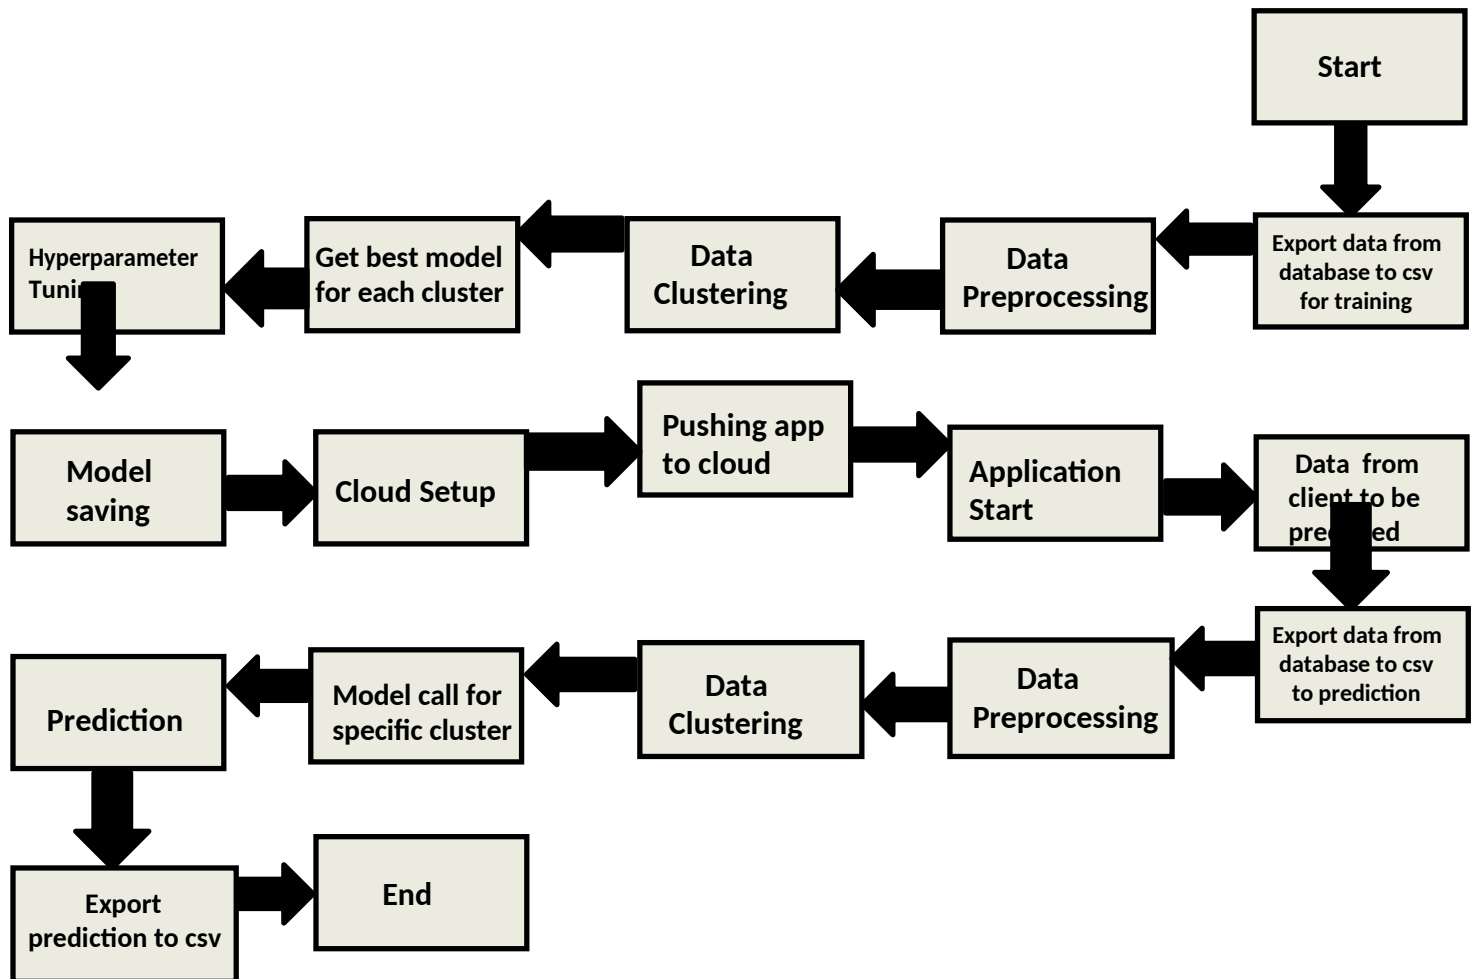 Start
Export data from
database to csv
for training
Data
Preprocessing
Data
Clustering
Get best model
for each cluster
Hyperparameter
Model
saving
Cloud Setup
Pushing app
to cloud
Application
Start
Data from
client to be
Export data from
database to csv
to prediction
Data
Preprocessing
Data
Clustering
Model call for
specific cluster
Prediction
Export
prediction to csv
End